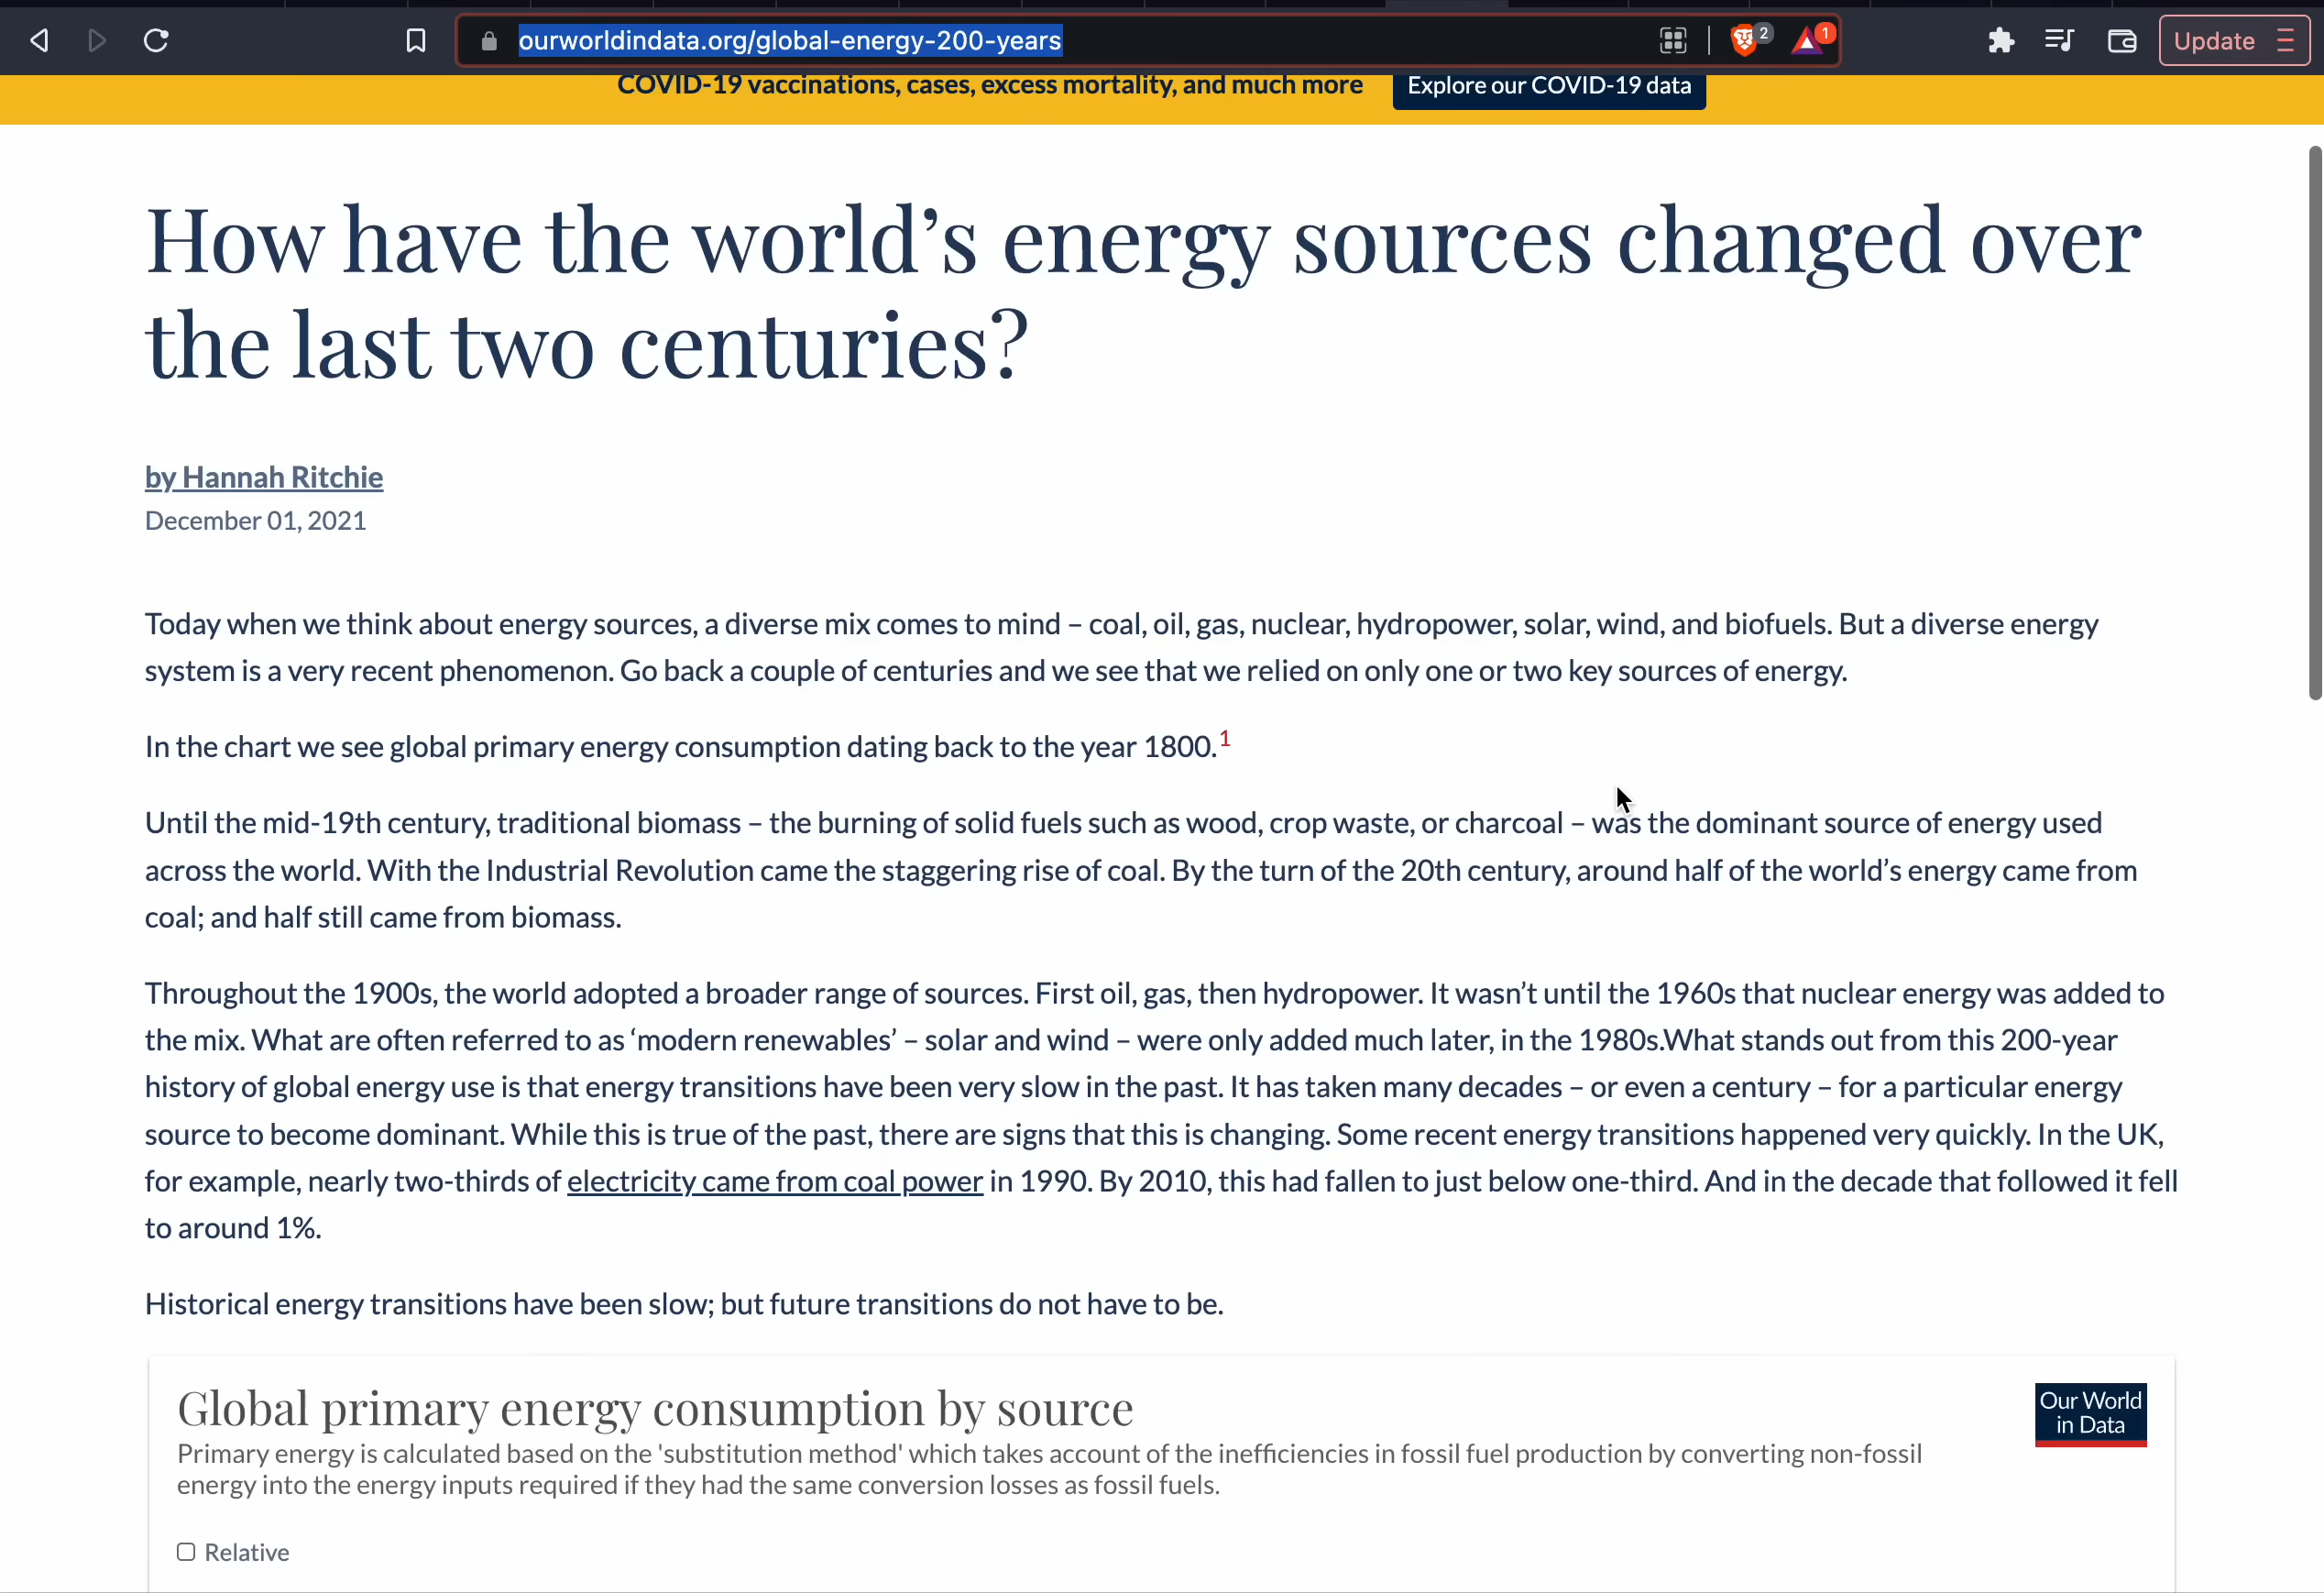 ourworldindata.org/global-energy-200-years
2
1
Update
COVID-19 vaccinations, cases, excess mortality, and much more
Explore our COVID-19 data
How have the world’s energy sources changed over
the last two centuries?
by Hannah Ritchie
December 01, 2021
Today when we think about energy sources, a diverse mix comes to mind – coal, oil, gas, nuclear, hydropower, solar, wind, and biofuels. But a diverse energy
system is a very recent phenomenon. Go back a couple of centuries and we see that we relied on only one or two key sources of energy.
In the chart we see global primary energy consumption dating back to the year 1800.1
Until the mid-19th century, traditional biomass – the burning of solid fuels such as wood, crop waste, or charcoal – was the dominant source of energy used
across the world. With the Industrial Revolution came the staggering rise of coal. By the turn of the 20th century, around half of the world’s energy came from
coal; and half still came from biomass.
Throughout the 1900s, the world adopted a broader range of sources. First oil, gas, then hydropower. It wasn’t until the 1960s that nuclear energy was added to
the mix. What are often referred to as ‘modern renewables’ – solar and wind – were only added much later, in the 1980s.What stands out from this 200-year
history of global energy use is that energy transitions have been very slow in the past. It has taken many decades – or even a century – for a particular energy
source to become dominant. While this is true of the past, there are signs that this is changing. Some recent energy transitions happened very quickly. In the UK,
for example, nearly two-thirds of electricity came from coal power in 1990. By 2010, this had fallen to just below one-third. And in the decade that followed it fell
to around 1%.
Historical energy transitions have been slow; but future transitions do not have to be.
Global primary energy consumption by source
Our World
in Data
Primary energy is calculated based on the 'substitution method' which takes account of the inefficiencies in fossil fuel production by converting non-fossil
energy into the energy inputs required if they had the same conversion losses as fossil fuels.
Relative